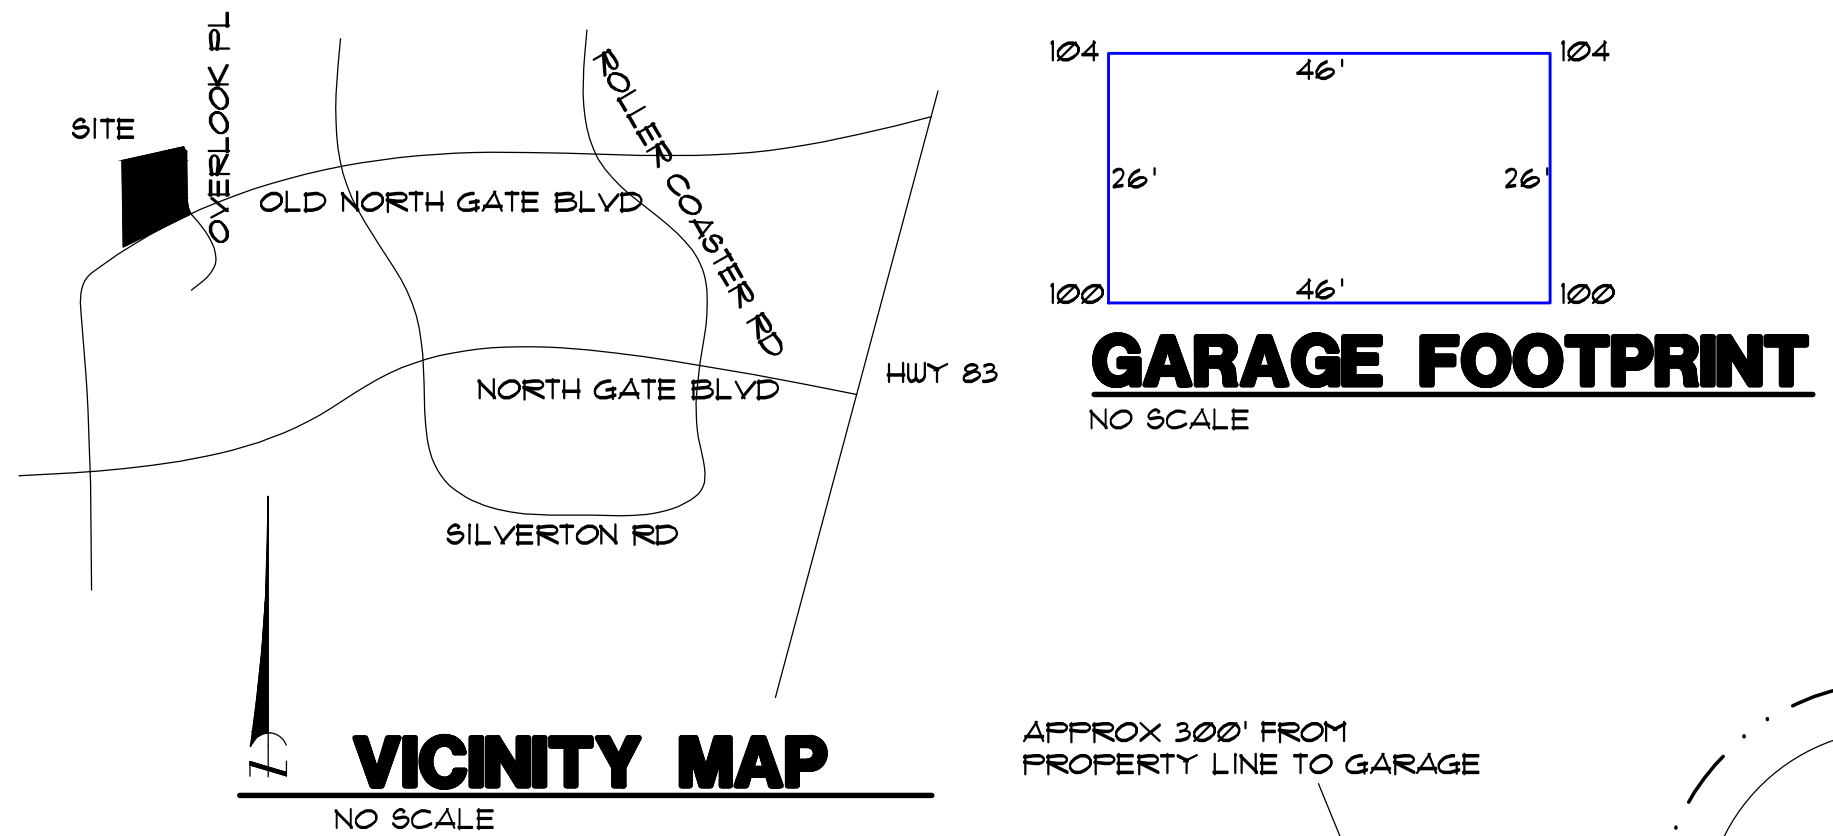 OVERLOOK PL
SITE
OLD NORTH GATE BLVD
ROLLER COASTER RD
HWY 83
NORTH GATE BLVD
SILVERTON RD
Z
VICINITY MAP
NO SCALE
104
104
46'
26'
26'
100
46'
100
GARAGE FOOTPRINT
NO SCALE
APPROX 300' FROM
PROPERTY LINE TO GARAGE